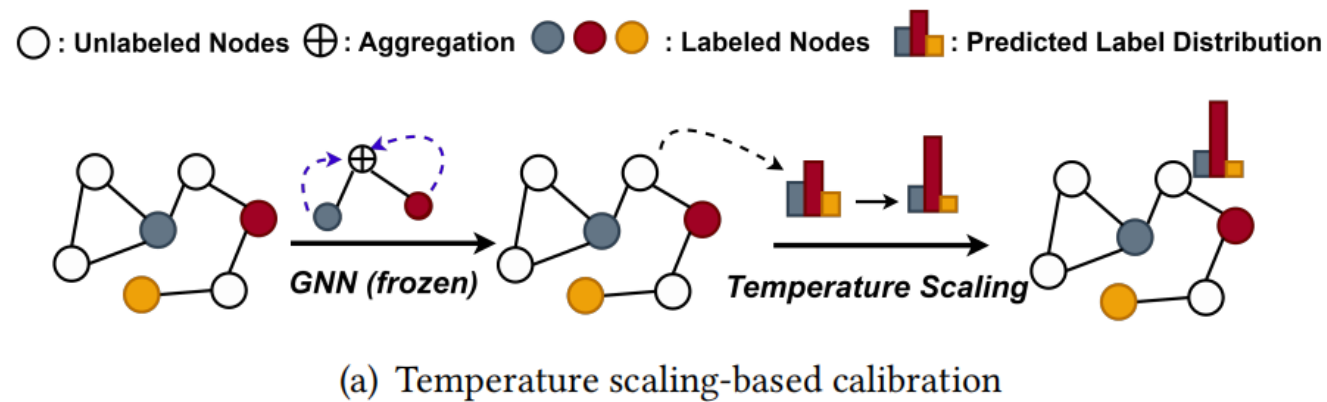 : Unlabeled Nodes : Aggregation : Labeled Nodes : Predicted Label Distribution
GNN (frozen)
Temperature Scaling
(a) Temperature scaling-based calibration